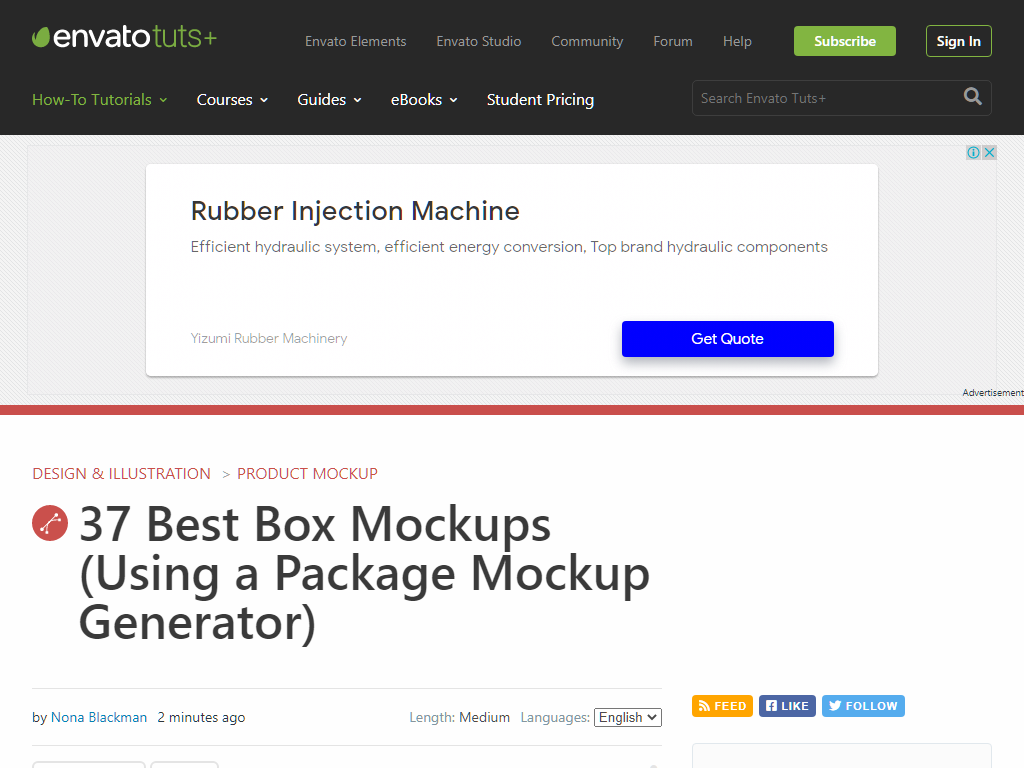 envatotuts+
Envato Elements Envato Studio Community Forum Help Subscribe Sign In
How-To Tutorials Courses Guides eBooks Student Pricing Search Envato Tuts+
Rubber Injection Machine
Efficient hydraulic system, efficient energy conversion, Top brand hydraulic components
Yizumi Rubber Machinery
Get Quote
Advertisement
DESIGN & ILLUSTRATION > PRODUCT MOCKUP
37 Best Box Mockups
(Using a Package Mockup
Generator)
by Nona Blackman 2 minutes ago Length: Medium Languages: English
FEED LIKE FOLLOW